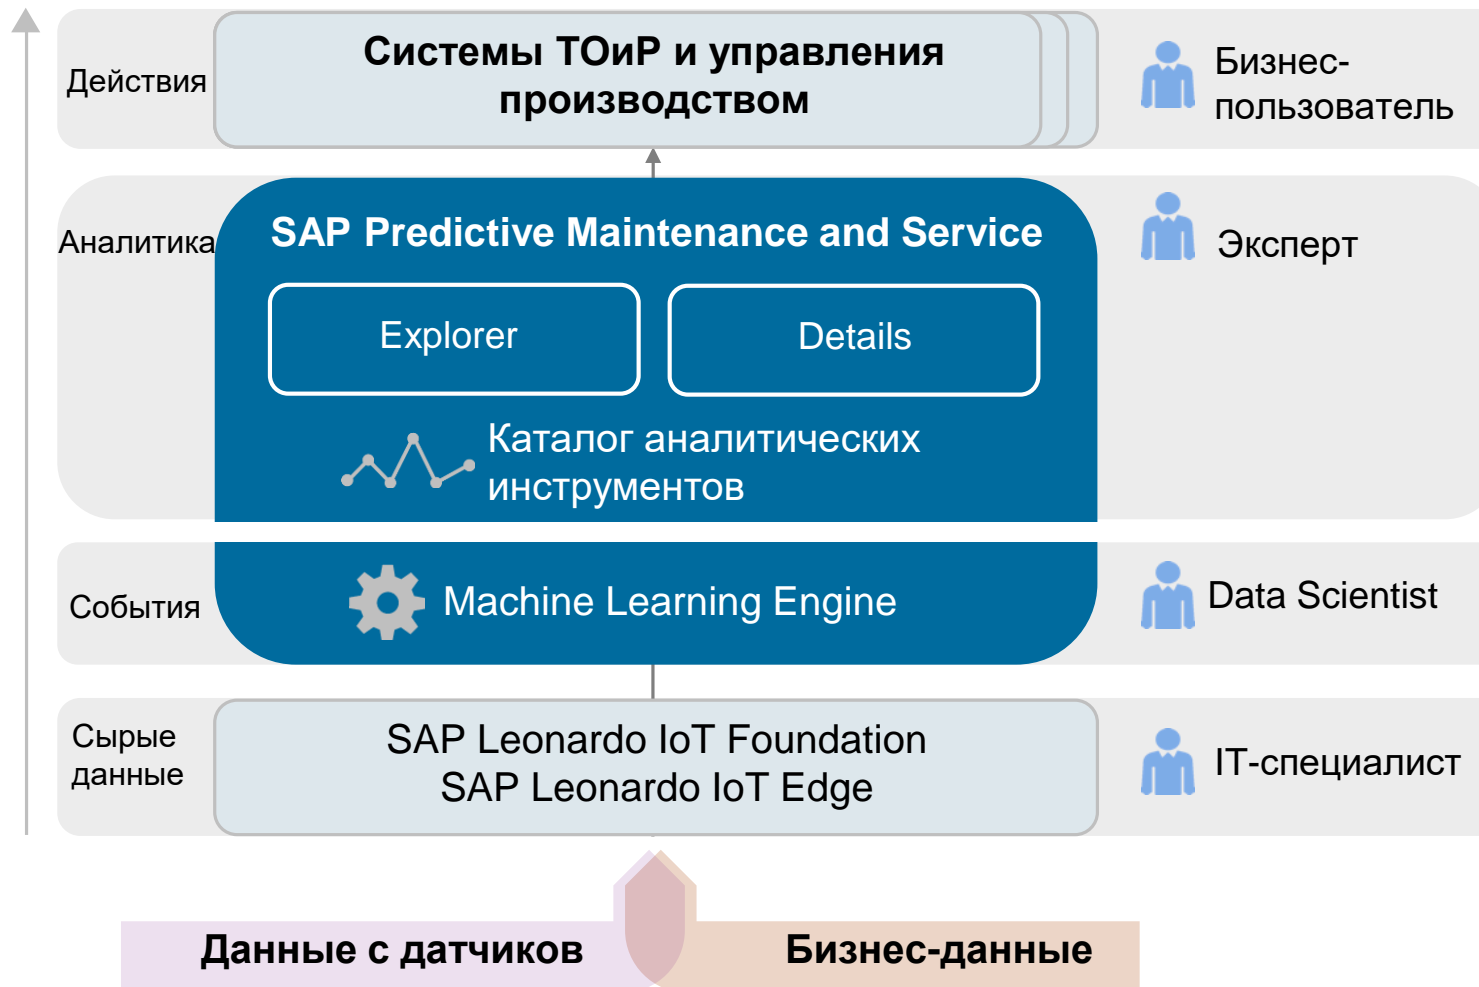 Действия
Системы ТОиР и управления
производством
Бизнес-
пользователь
Аналитика
SAP Predictive Maintenance and Service
Эксперт
Explorer
Details
Каталог аналитических
инструментов
События
Machine Learning Engine
Data Scientist
Сырые
данные
SAP Leonardo IoT Foundation
SAP Leonardo IoT Edge
IT-специалист
Данные с датчиков
Бизнес-данные